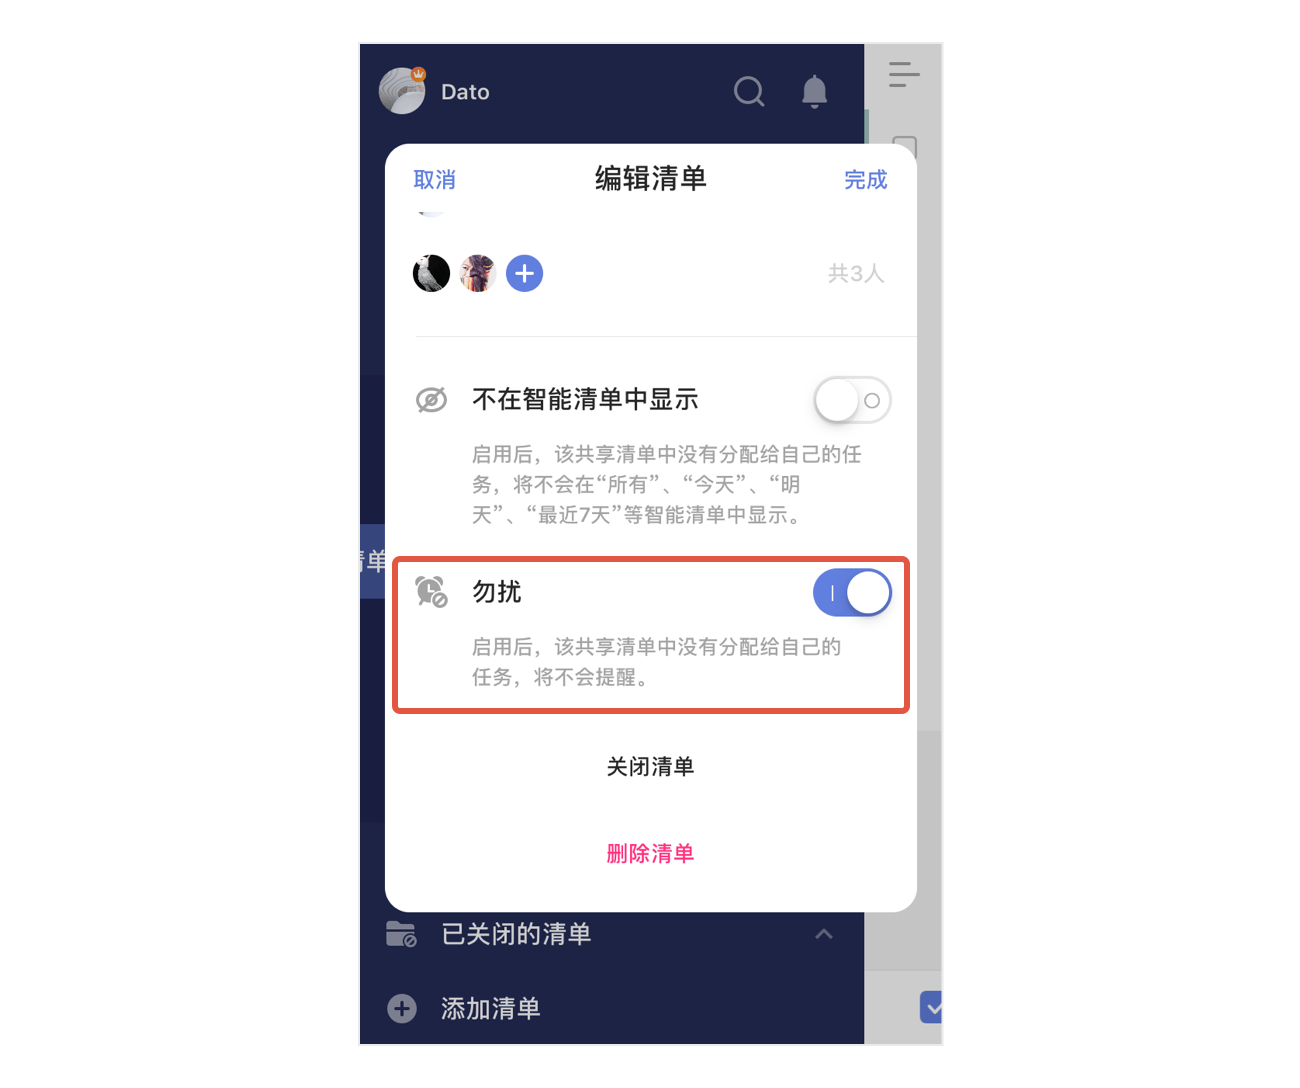 Dato
取消
编辑清单
完成
共3人
不在智能清单中显示
启用后，该共享清单中没有分配给自己的任
务，将不会在“所有”、“今天”、“明
天”、“最近7天”等智能清单中显示。
清单
勿扰
启用后，该共享清单中没有分配给自己的
任务，将不会提醒。
关闭清单
删除清单
已关闭的清单
添加清单